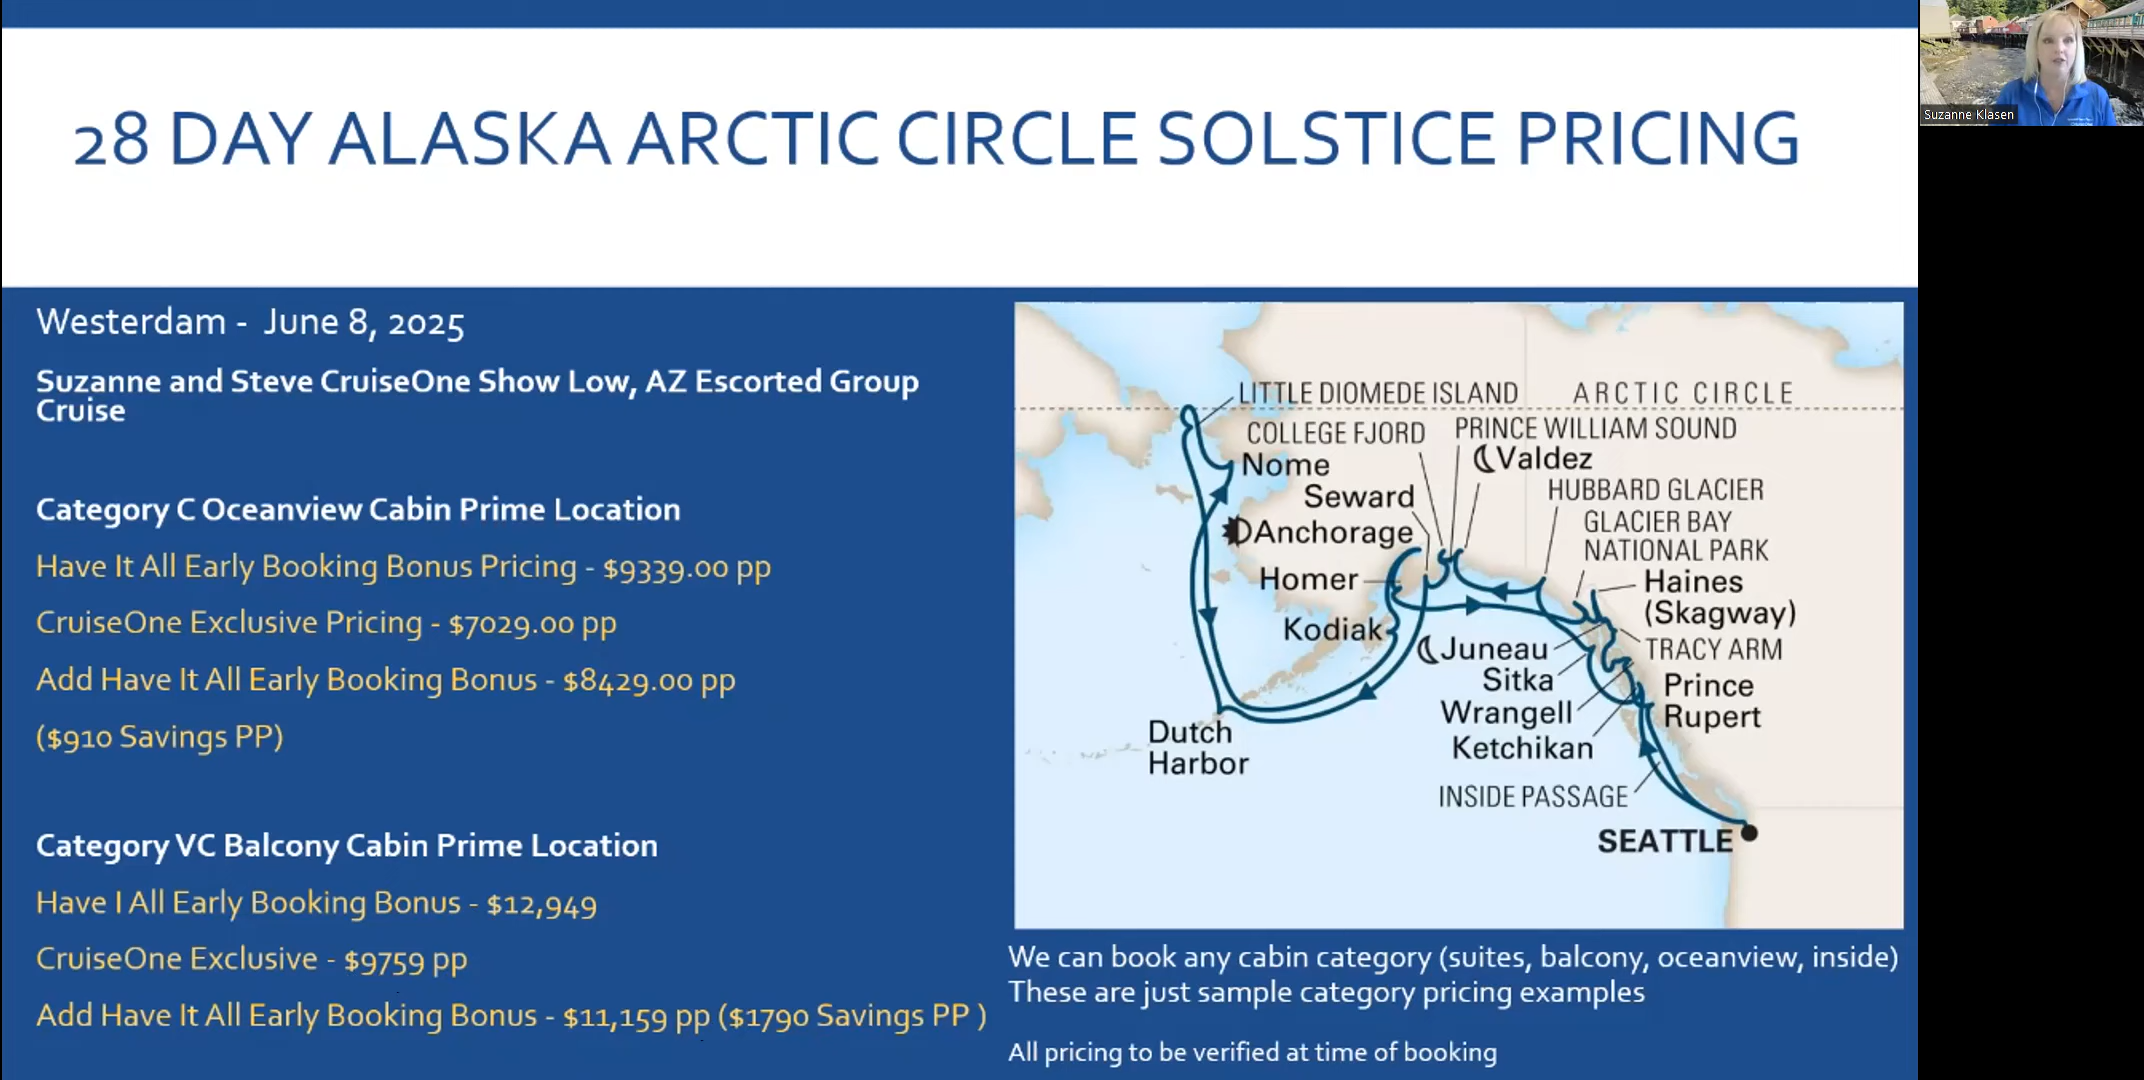 28 DAY ALASKA ARCTIC CIRCLE SOLSTICE PRICING
Suzanne Klasen
Westerdam - June 8, 2025
Suzanne and Steve CruiseOne Show Low, AZ Escorted Group
Cruise
Category C Oceanview Cabin Prime Location
Have It All Early Booking Bonus Pricing - $9339.00 pp
CruiseOne Exclusive Pricing - $7029.00 pp
Add Have It All Early Booking Bonus - $8429.00 pp
($910 Savings PP)
Category VC Balcony Cabin Prime Location
Have I All Early Booking Bonus - $12,949
CruiseOne Exclusive - $9759 pp
Add Have It All Early Booking Bonus - $11,159 pp ($1790 Savings PP )
LITTLE DIOMEDE ISLAND
ARCTIC CIRCLE
COLLEGE FJORD
PRINCE WILLIAM SOUND
Nome
Valdez
Seward
HUBBARD GLACIER
Anchorage
GLACIER BAY
NATIONAL PARK
Homer
Haines
(Skagway)
Kodiak
Juneau
TRACY ARM
Sitka
Prince
Rupert
Wrangell
Ketchikan
Dutch
Harbor
INSIDE PASSAGE
SEATTLE
We can book any cabin category (suites, balcony, oceanview, inside)
These are just sample category pricing examples
All pricing to be verified at time of booking